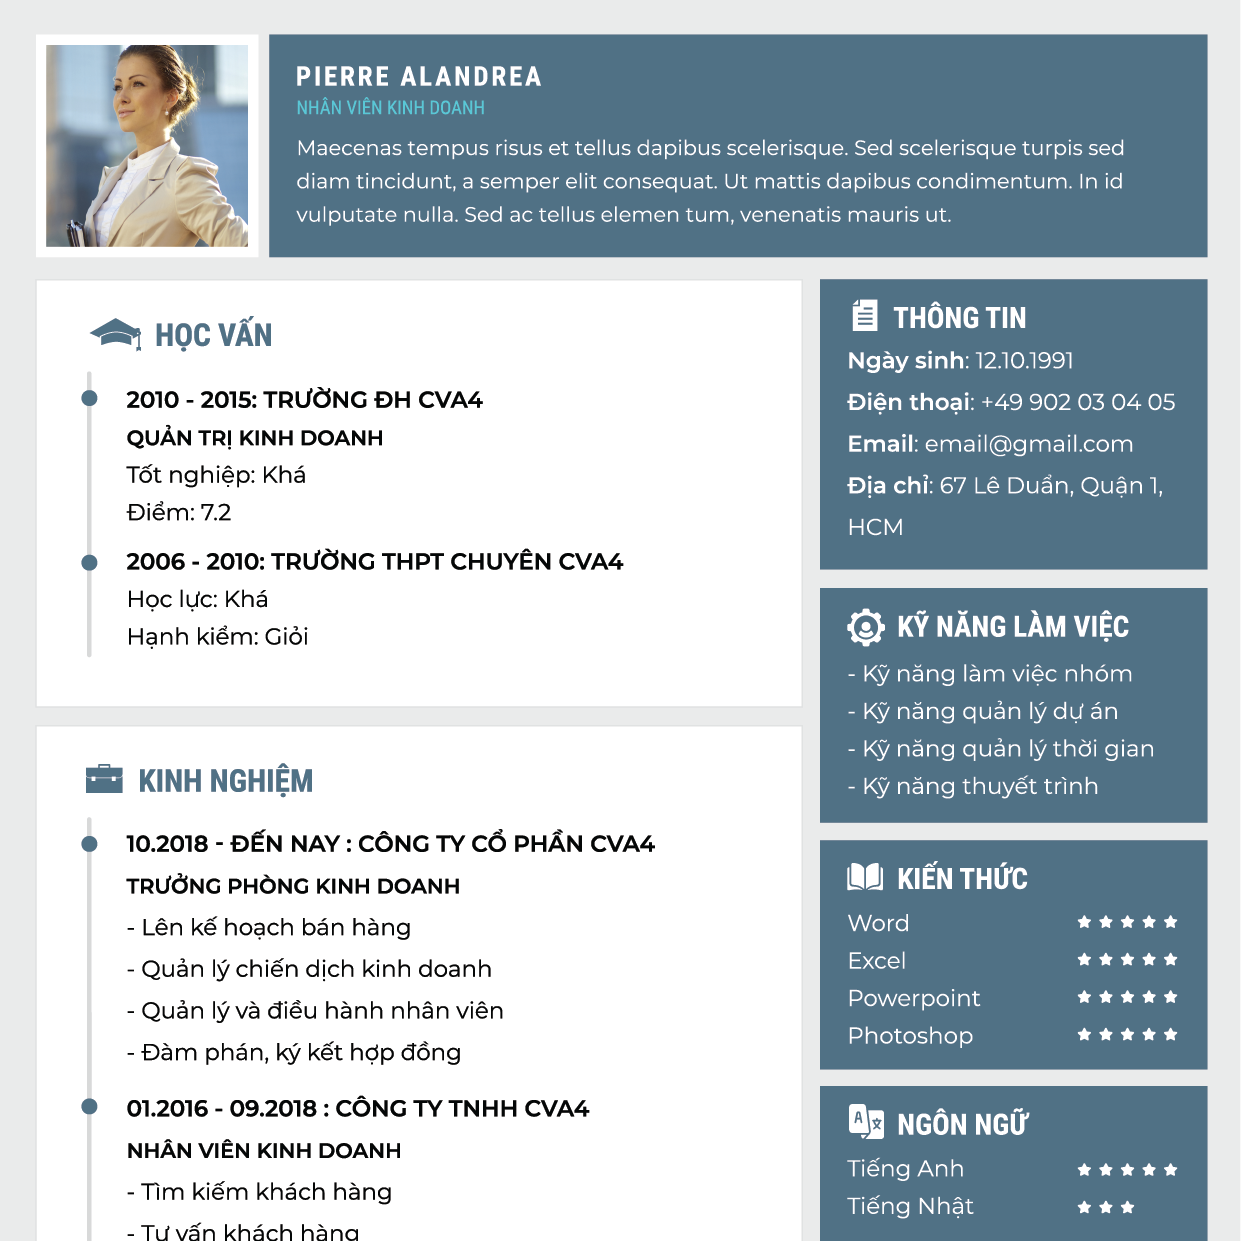 PIERRE ALANDREA
NHÂN VIÊN KINH DOANH
Maecenas tempus risus et tellus dapibus scelerisque. Sed scelerisque turpis sed
diam tincidunt, a semper elit consequat. Ut mattis dapibus condimentum. In id
vulputate nulla. Sed ac tellus elemen tum, venenatis mauris ut.
HỌC VẤN
2010 - 2015: TRƯỜNG ĐH CVA4
QUẢN TRỊ KINH DOANH
Tốt nghiệp: Khá
Điểm: 7.2
2006 - 2010: TRƯỜNG THPT CHUYÊN CVA4
Học lực: Khá
Hạnh kiểm: Giỏi
KINH NGHIỆM
10.2018 - ĐẾN NAY : CÔNG TY CỔ PHẦN CVA4
TRƯỞNG PHÒNG KINH DOANH
- Lên kế hoạch bán hàng
- Quản lý chiến dịch kinh doanh
- Quản lý và điều hành nhân viên
- Đàm phán, ký kết hợp đồng
01.2016 - 09.2018 : CÔNG TY TNHH CVA4
NHÂN VIÊN KINH DOANH
- Tìm kiếm khách hàng
- Tư vấn khách hàng
THÔNG TIN
Ngày sinh: 12.10.1991
Điện thoại: +49 902 03 04 05
Email: email@gmail.com
Địa chỉ: 67 Lê Duẩn, Quận 1,
HCM
KỸ NĂNG LÀM VIỆC
- Kỹ năng làm việc nhóm
- Kỹ năng quản lý dự án
- Kỹ năng quản lý thời gian
- Kỹ năng thuyết trình
KIẾN THỨC
Word
Excel
Powerpoint
Photoshop
A 文
NGÔN NGỮ
Tiếng Anh
Tiếng Nhật